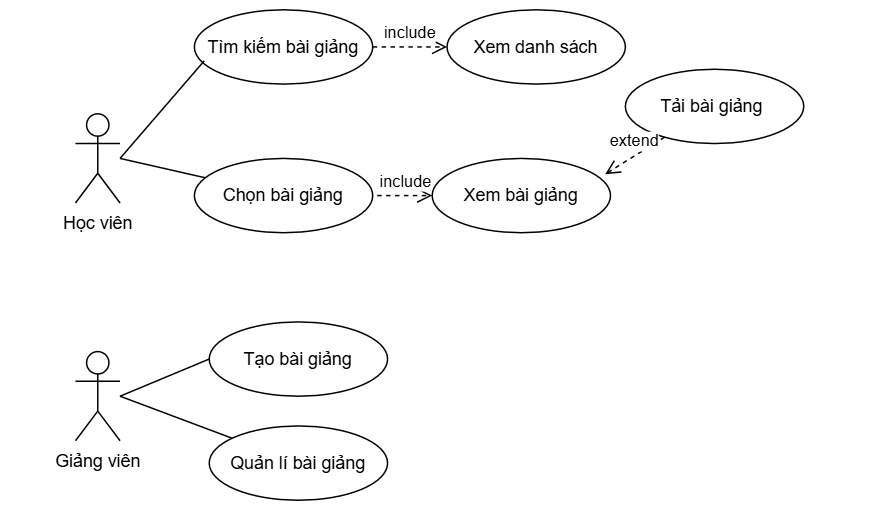 Tìm kiếm bài giảng
include
Xem danh sách
Tải bài giảng
extend
Chọn bài giảng
include
Xem bài giảng
Học viên
Tạo bài giảng
Giảng viên
Quản lí bài giảng